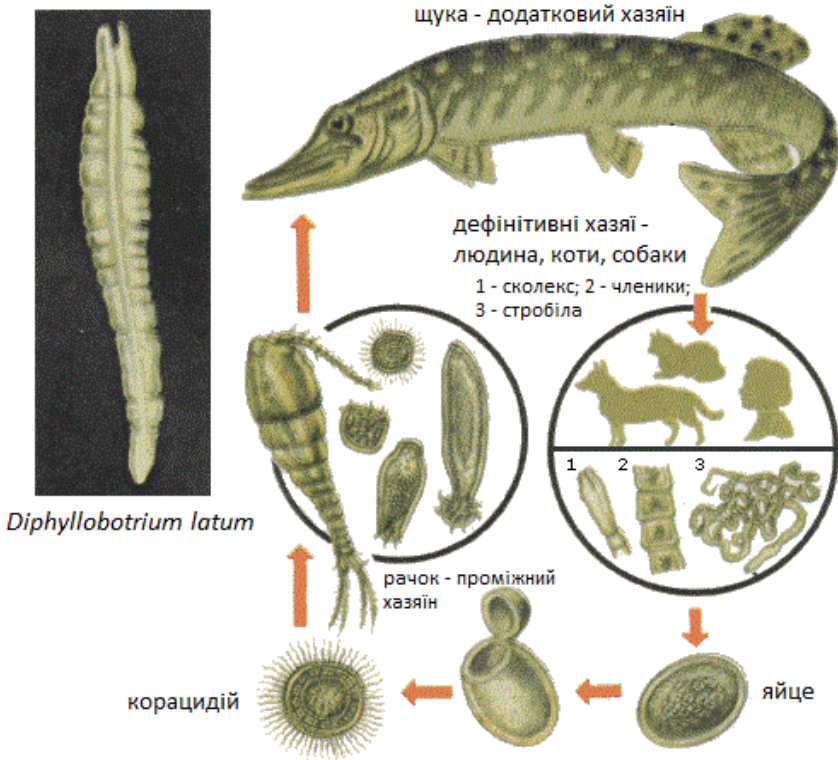 щука - додатковий хазяїн
дефінітивні хазяї -
людина, коти, собаки
1 - сколекс; 2 - членики;
3 - стробіла
1 2 3
Diphyllobotrium latum
рачок - проміжний
хазяїн
корацидій
яйце